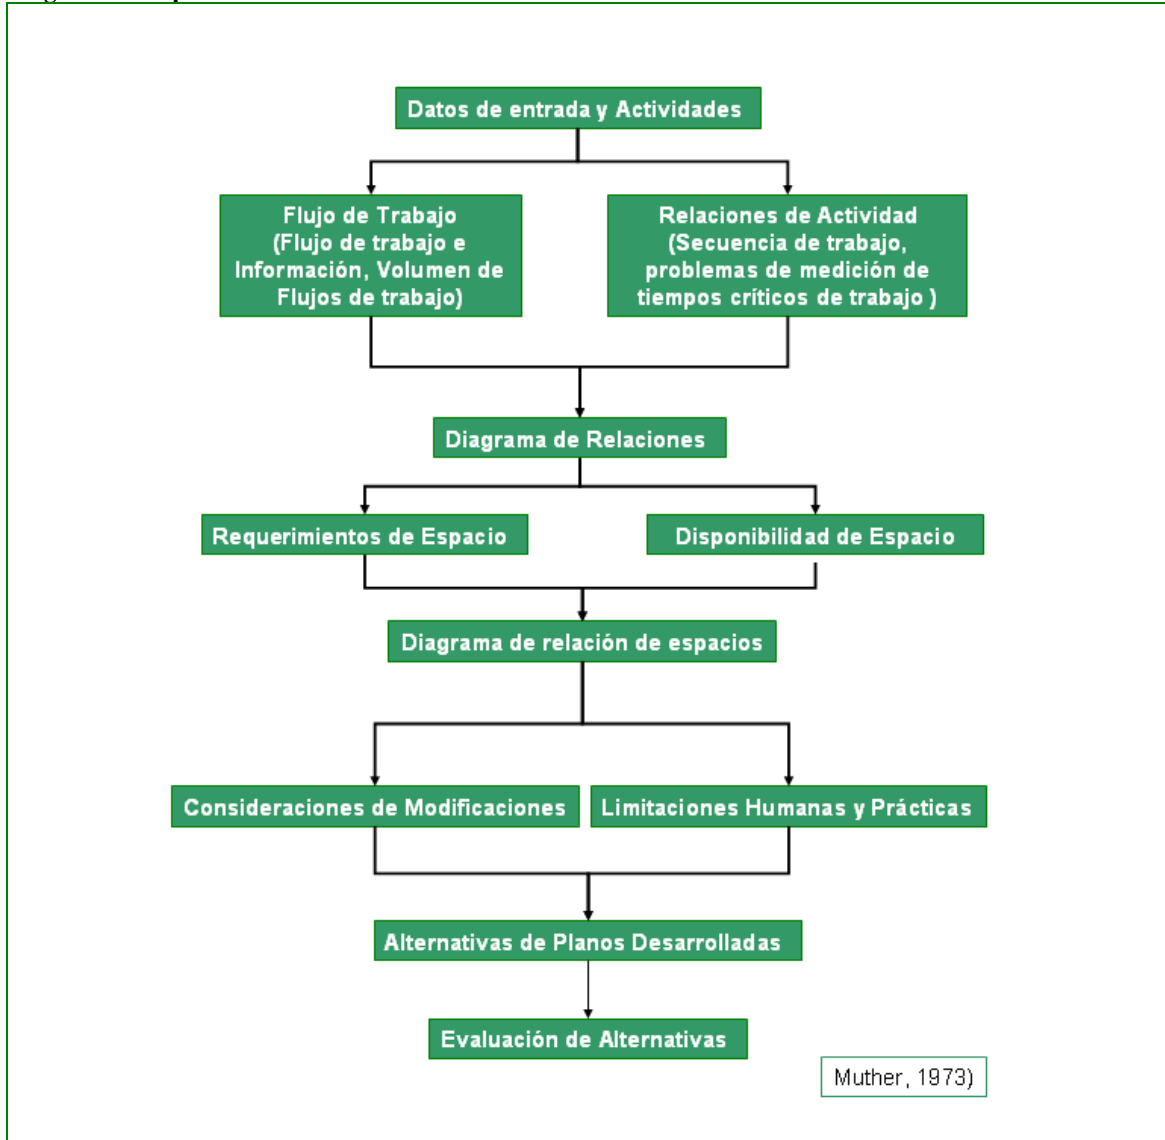 Datos de entrada y Actividades
Flujo de Trabajo
(Flujo de trabajo e
Información, Volumen de
Flujos de trabajo)
Relaciones de Actividad
(Secuencia de trabajo,
problemas de medición de
tiempos críticos de trabajo )
Diagrama de Relaciones
Requerimientos de Espacio
Disponibilidad de Espacio
Diagrama de relación de espacios
Consideraciones de Modificaciones
Limitaciones Humanas y Prácticas
Alternativas de Planos Desarrolladas
Evaluación de Alternativas
Muther, 1973)